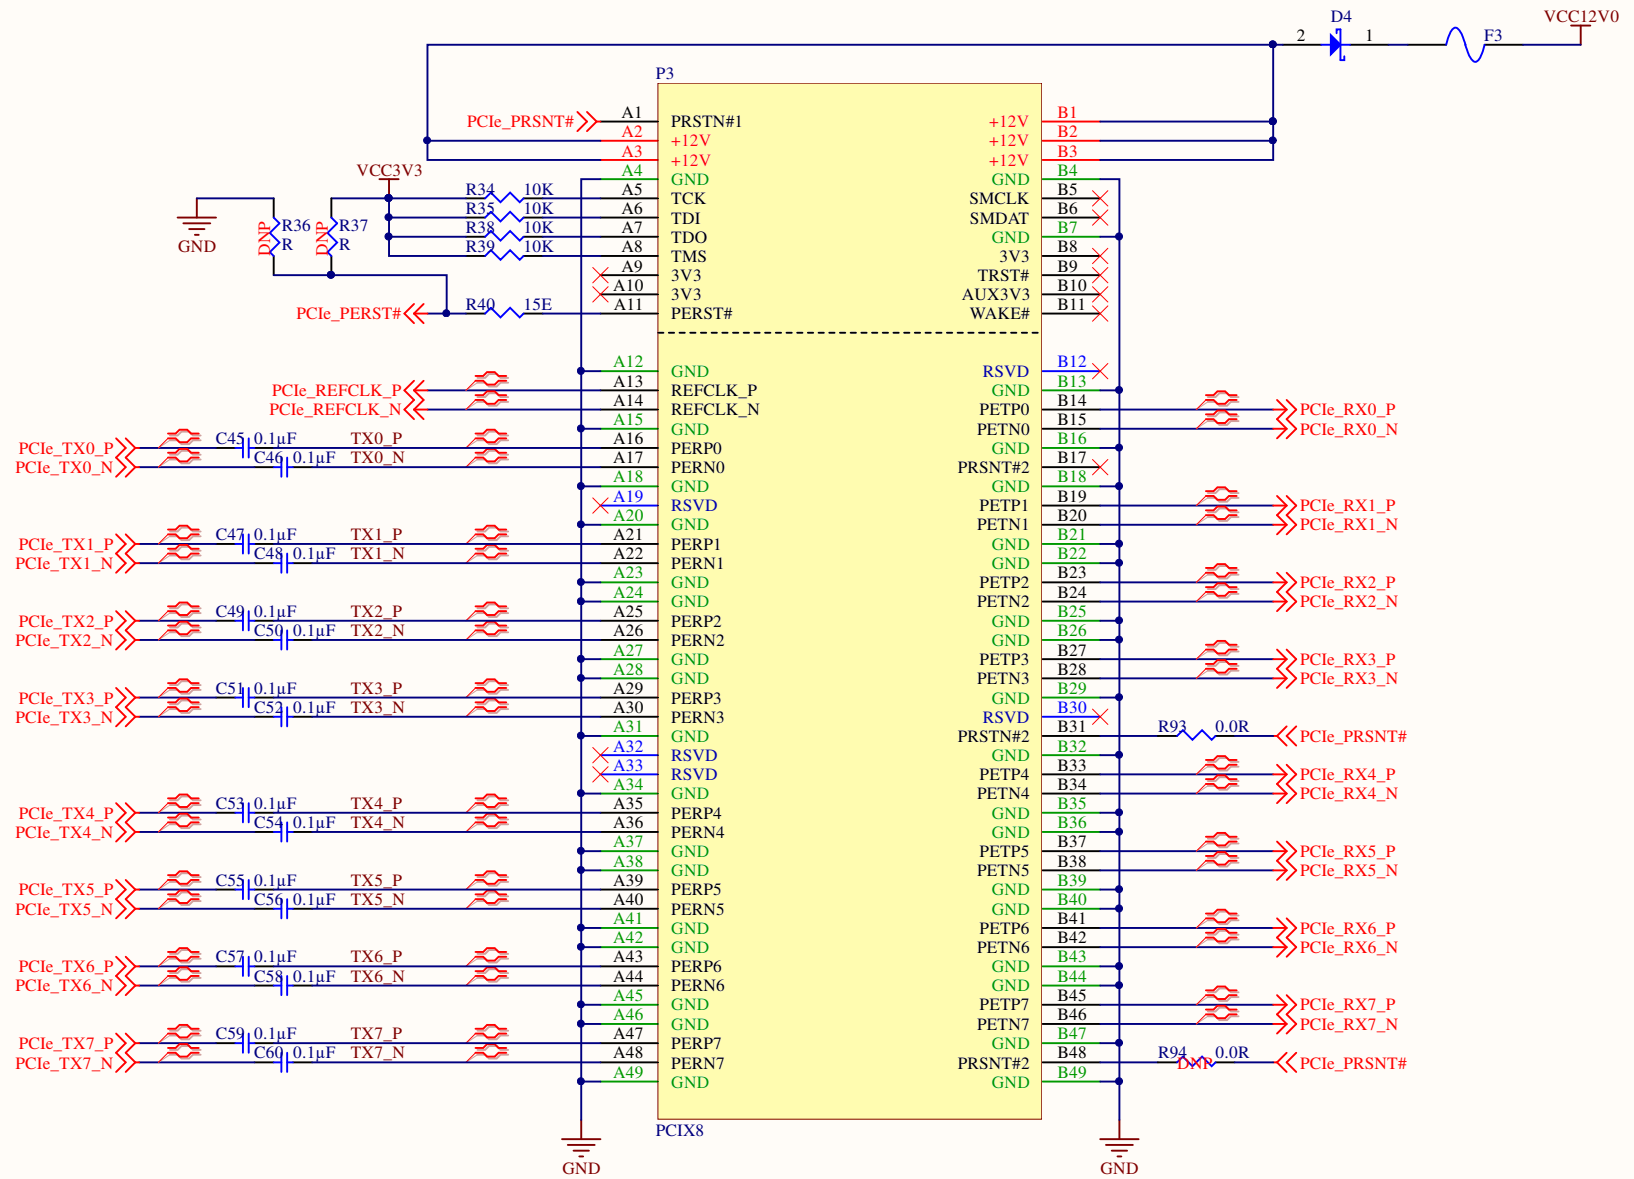 D4
VCC12V0
2 1 F3
P3
PCIe_PRSNT# A1 PRSTN#1 +12V B1
A2 +12V +12V B2
A3 +12V +12V B3
VCC3V3 A4 GND GND B4
R34 10K A5 TCK SMCLK B5
R35 10K A6 TDI SMDAT B6
R38 10K A7 TDO GND B7
R39 10K A8 TMS 3V3 B8
GND
DNP R36 R
DNP R37 R
A9 3V3 TRST# B9
A10 3V3 AUX3V3 B10
PCIe_PERST# R40 15E A11 PERST# WAKE# B11
A12 GND RSVD B12
PCIe_REFCLK_P A13 REFCLK_P GND B13
PCIe_REFCLK_N A14 REFCLK_N PETP0 B14 PCIe_RX0_P
A15 GND PETN0 B15 PCIe_RX0_N
PCIe_TX0_P C45 0.1µF TX0_P A16 PERP0 GND B16
PCIe_TX0_N C46 0.1µF TX0_N A17 PERN0 PRSNT#2 B17
A18 GND GND B18
A19 RSVD PETP1 B19 PCIe_RX1_P
A20 GND PETN1 B20 PCIe_RX1_N
PCIe_TX1_P C47 0.1µF TX1_P A21 PERP1 GND B21
PCIe_TX1_N C48 0.1µF TX1_N A22 PERN1 GND B22
A23 GND PETP2 B23 PCIe_RX2_P
A24 GND PETN2 B24 PCIe_RX2_N
PCIe_TX2_P C49 0.1µF TX2_P A25 PERP2 GND B25
PCIe_TX2_N C50 0.1µF TX2_N A26 PERN2 GND B26
A27 GND PETP3 B27 PCIe_RX3_P
A28 GND PETN3 B28 PCIe_RX3_N
PCIe_TX3_P C51 0.1µF TX3_P A29 PERP3 GND B29
PCIe_TX3_N C52 0.1µF TX3_N A30 PERN3 RSVD B30
A31 GND PRSTN#2 B31 R93 0.0R PCIe_PRSNT#
A32 RSVD GND B32
A33 RSVD PETP4 B33 PCIe_RX4_P
A34 GND PETN4 B34 PCIe_RX4_N
PCIe_TX4_P C53 0.1µF TX4_P A35 PERP4 GND B35
PCIe_TX4_N C54 0.1µF TX4_N A36 PERN4 GND B36
A37 GND PETP5 B37 PCIe_RX5_P
A38 GND PETN5 B38 PCIe_RX5_N
PCIe_TX5_P C55 0.1µF TX5_P A39 PERP5 GND B39
PCIe_TX5_N C56 0.1µF TX5_N A40 PERN5 GND B40
A41 GND PETP6 B41 PCIe_RX6_P
A42 GND PETN6 B42 PCIe_RX6_N
PCIe_TX6_P C57 0.1µF TX6_P A43 PERP6 GND B43
PCIe_TX6_N C58 0.1µF TX6_N A44 PERN6 GND B44
A45 GND PETP7 B45 PCIe_RX7_P
A46 GND PETN7 B46 PCIe_RX7_N
PCIe_TX7_P C59 0.1µF TX7_P A47 PERP7 GND B47
PCIe_TX7_N C60 0.1µF TX7_N A48 PERN7 PRSNT#2 B48 R94 0.0R DNP PCIe_PRSNT#
A49 GND GND B49
PCIX8
GND GND